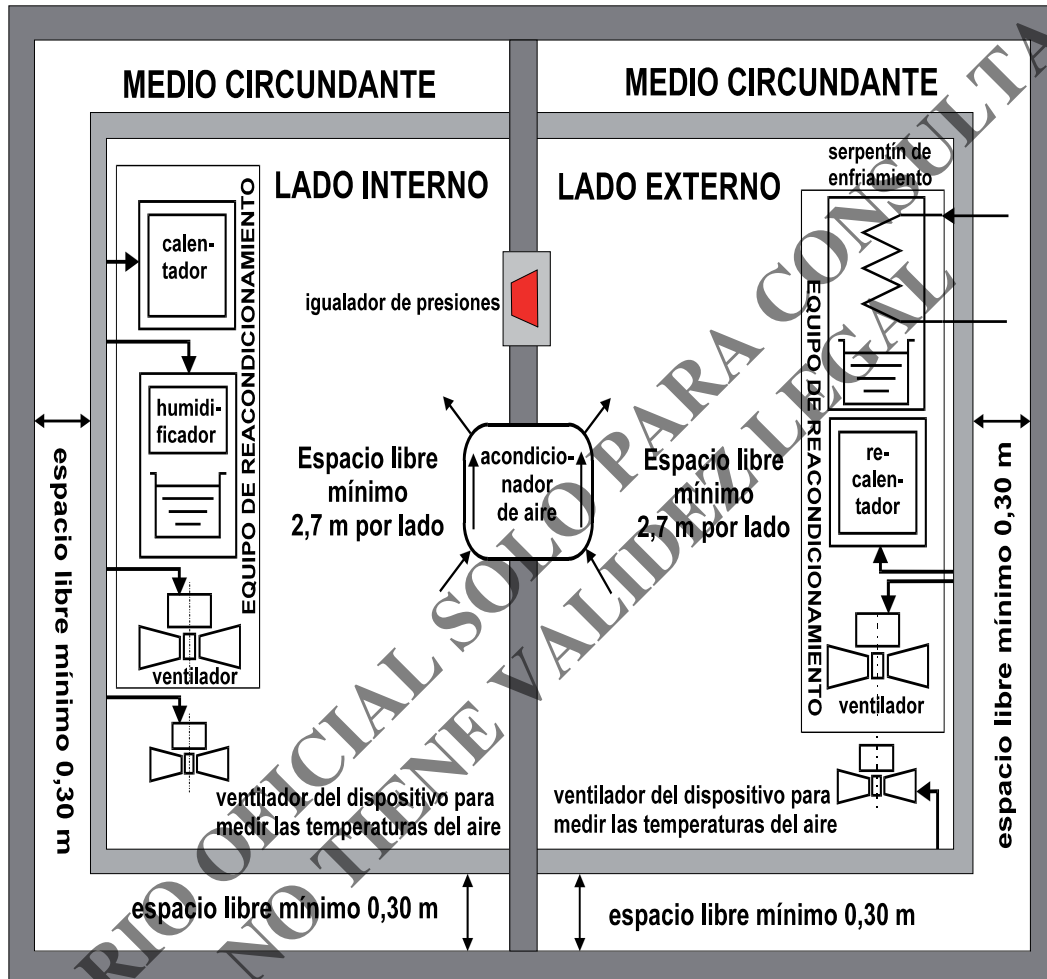 MEDIO CIRCUNDANTE
MEDIO CIRCUNDANTE
LADO INTERNO
LADO EXTERNO
serpentín de
enfriamiento
calen-
tador
humidi-
ficador
EQUIPO DE REACONDICIONAMIENTO
ventilador
igualador de presiones
Espacio libre
mínimo
2,7 m por lado
acondicio-
nador
de aire
Espacio libre
mínimo
2,7 m por lado
EQUIPO DE REACONDICIONAMIENTO
re-
calen-
tador
ventilador
espacio libre mínimo 0,30 m
espacio libre mínimo 0,30 m
ventilador del dispositivo para
medir las temperaturas del aire
ventilador del dispositivo para
medir las temperaturas del aire
espacio libre mínimo 0,30 m
espacio libre mínimo 0,30 m
RIO OFICIAL SOLO PARA CONSULTA
NO TIENE VALIDEZ LEGAL